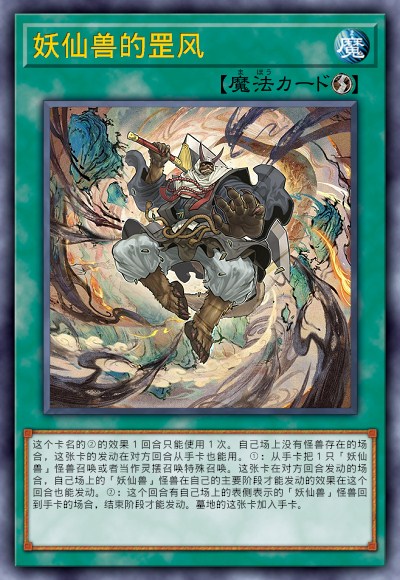 妖仙兽的罡风
魔
【魔法カード】
まほう
这个卡名的②的效果1回合只能使用1次。自己场上没有怪兽存在的场
合，这张卡的发动在对方回合也能用。①：从手卡把1只「妖仙
兽」怪兽召唤或者当作灵摆召唤特殊召唤。这张卡在对方回合发动的场
合，自己场上的「妖仙兽」怪兽在自己的主要阶段才能发动的效果在这个
回合也能发动。②：这个回合有自己场上的表侧表示的「妖仙兽」怪兽回
到手卡的场合，结束阶段才能发动。墓地的这张卡加入手卡。